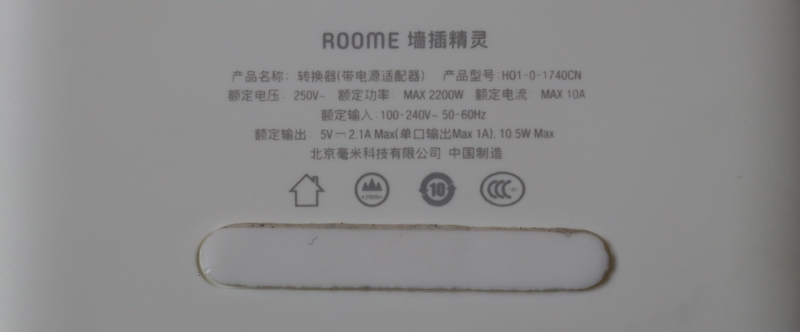 ROOME 墙插精灵
产品名称: 转换器(带电源适配器) 产品型号: H01-0-1740CN
额定电压: 250V~ 额定功率: MAX 2200W 额定电流: MAX 10A
额定输入: 100-240V~ 50-60Hz
额定输出: 5V⎓2.1A Max(单口输出Max 1A). 10.5W Max
北京毫米科技有限公司 中国制造
10 CCC